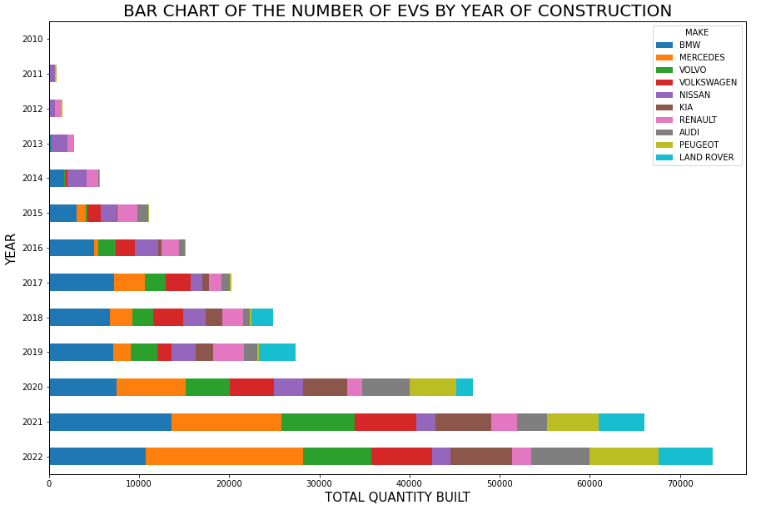 BAR CHART OF THE NUMBER OF EVS BY YEAR OF CONSTRUCTION
MAKE
BMW
MERCEDES
VOLVO
VOLKSWAGEN
NISSAN
KIA
RENAULT
AUDI
PEUGEOT
LAND ROVER
YEAR
2010
2011
2012
2013
2014
2015
2016
2017
2018
2019
2020
2021
2022
0 10000 20000 30000 40000 50000 60000 70000
TOTAL QUANTITY BUILT